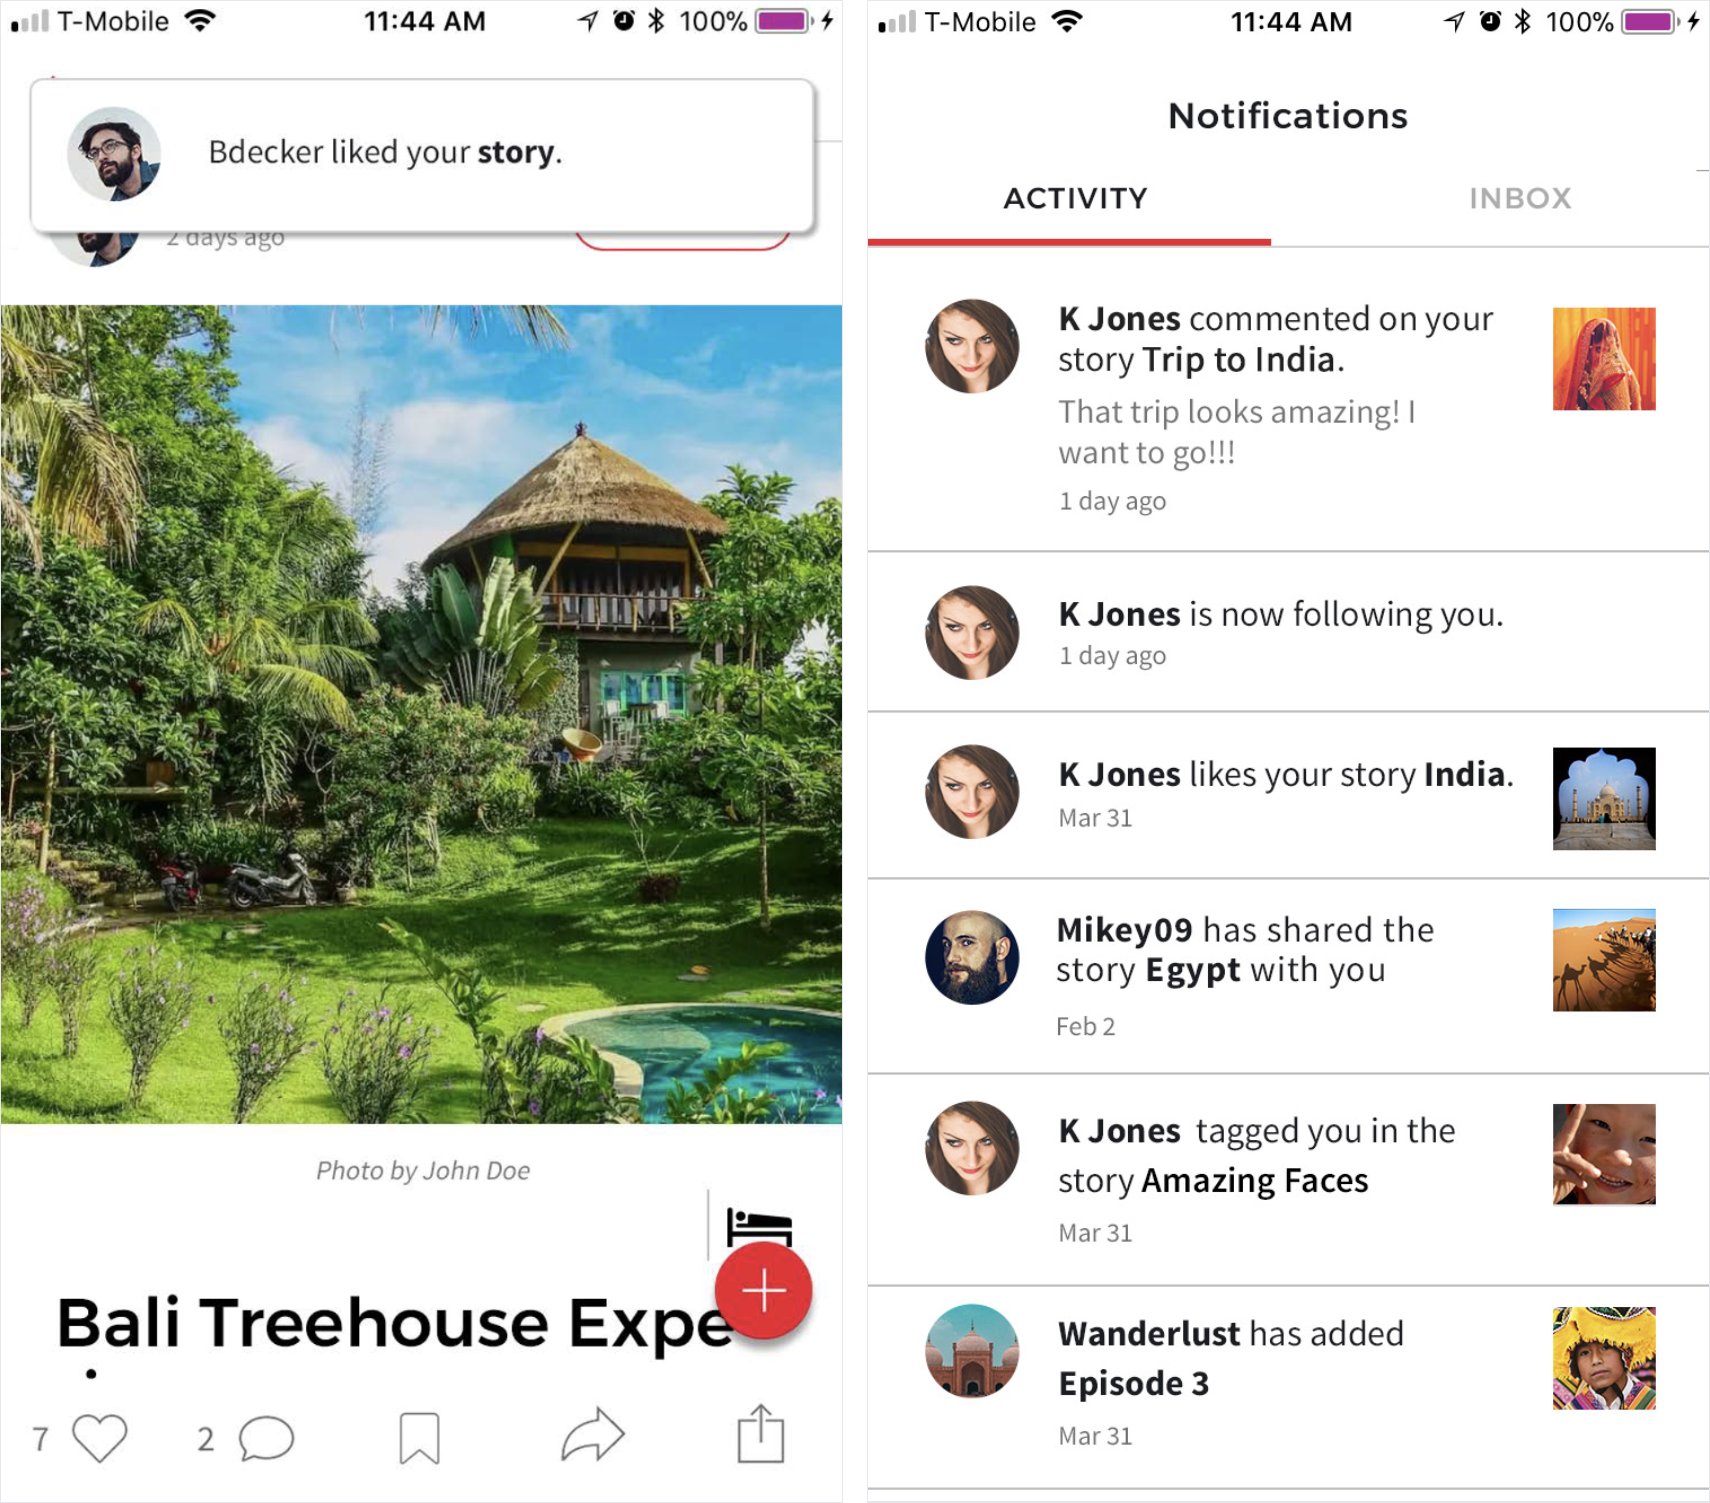 T-Mobile 11:44 AM 100%
Bdecker liked your story.
2 days ago
Photo by John Doe
Bali Treehouse Expe
7 2
T-Mobile 11:44 AM 100%
Notifications
ACTIVITY INBOX
K Jones commented on your
story Trip to India.
That trip looks amazing! I
want to go!!!
1 day ago
K Jones is now following you.
1 day ago
K Jones likes your story India.
Mar 31
Mikey09 has shared the
story Egypt with you
Feb 2
K Jones tagged you in the
story Amazing Faces
Mar 31
Wanderlust has added
Episode 3
Mar 31